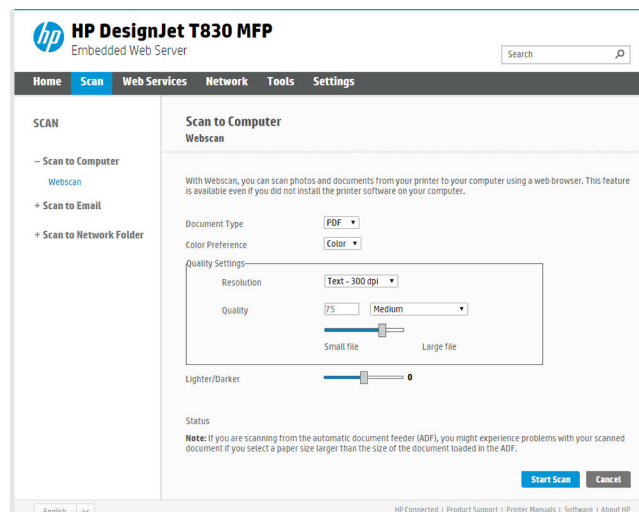 hp HP DesignJet T830 MFP
Embedded Web Server
Search
Home Scan Web Services Network Tools Settings
SCAN
Scan to Computer
Webscan
– Scan to Computer
Webscan
+ Scan to Email
+ Scan to Network Folder
With Webscan, you can scan photos and documents from your printer to your computer using a web browser. This feature
is available even if you did not install the printer software on your computer.
Document Type PDF
Color Preference Color
Quality Settings
Resolution Text - 300 dpi
Quality 75 Medium
Small file Large file
Lighter/Darker 0
Status
Note: If you are scanning from the automatic document feeder (ADF), you might experience problems with your scanned
document if you select a paper size larger than the size of the document loaded in the ADF.
Start Scan Cancel
English HP Connected | Product Support | Printer Manuals | Software | About HP